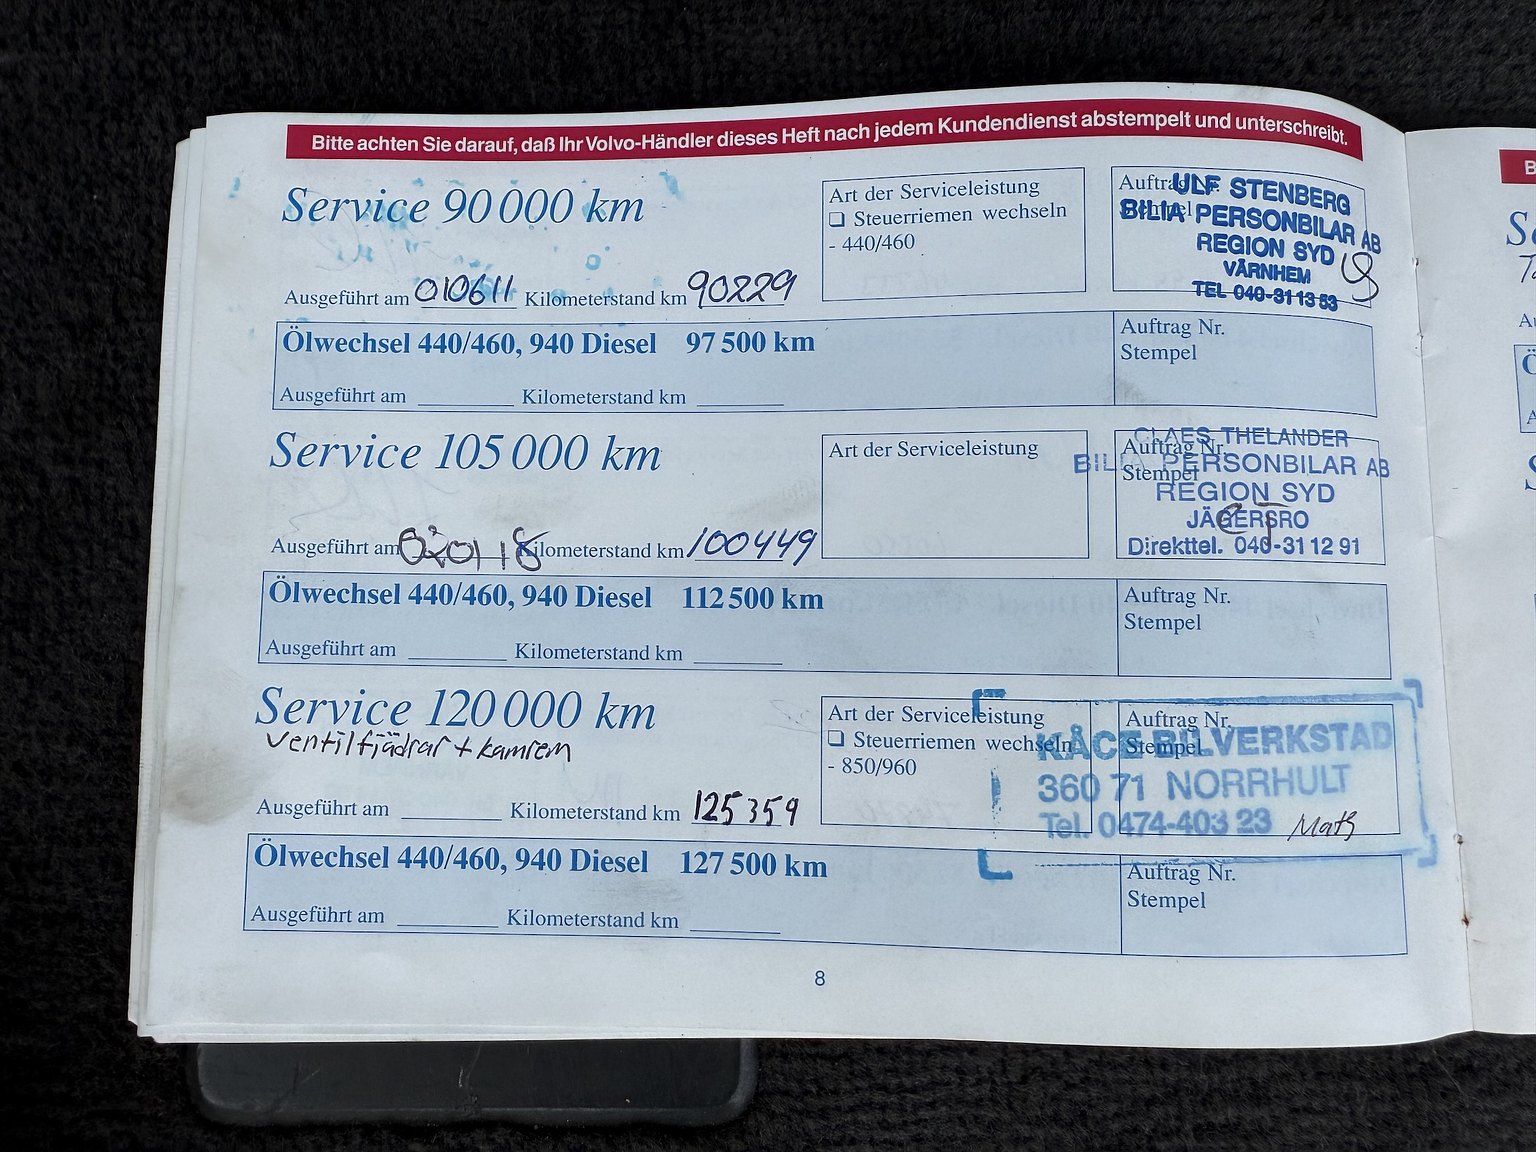 Bitte achten Sie darauf, daß Ihr Volvo-Händler dieses Heft nach jedem Kundendienst abstempelt und unterschreibt.
Service 90 000 km
Art der Serviceleistung
❑ Steuerriemen wechseln
- 440/460
Auftrag Nr.
Stempel
ULF STENBERG
BILIA PERSONBILAR AB
REGION SYD
VÄRNHEM
TEL 040-31 13 53
Ausgeführt am 010611 Kilometerstand km 90229
Ölwechsel 440/460, 940 Diesel 97 500 km
Auftrag Nr.
Stempel
Ausgeführt am Kilometerstand km
Service 105 000 km
Art der Serviceleistung
Auftrag Nr.
Stempel
CLAES THELANDER
BILIA PERSONBILAR AB
REGION SYD
JÄGERSRO
Direkttel. 040-31 12 91
CT
Ausgeführt am 020118 Kilometerstand km 100449
Ölwechsel 440/460, 940 Diesel 112 500 km
Auftrag Nr.
Stempel
Ausgeführt am Kilometerstand km
Service 120 000 km
Ventilfjädrar + kamrem
Art der Serviceleistung
❑ Steuerriemen wechseln
- 850/960
Auftrag Nr.
Stempel
KÅCE BILVERKSTAD
360 71 NORRHULT
Tel. 0474-403 23
Ausgeführt am Kilometerstand km 125359
Ölwechsel 440/460, 940 Diesel 127 500 km
Auftrag Nr.
Stempel
Ausgeführt am Kilometerstand km
8